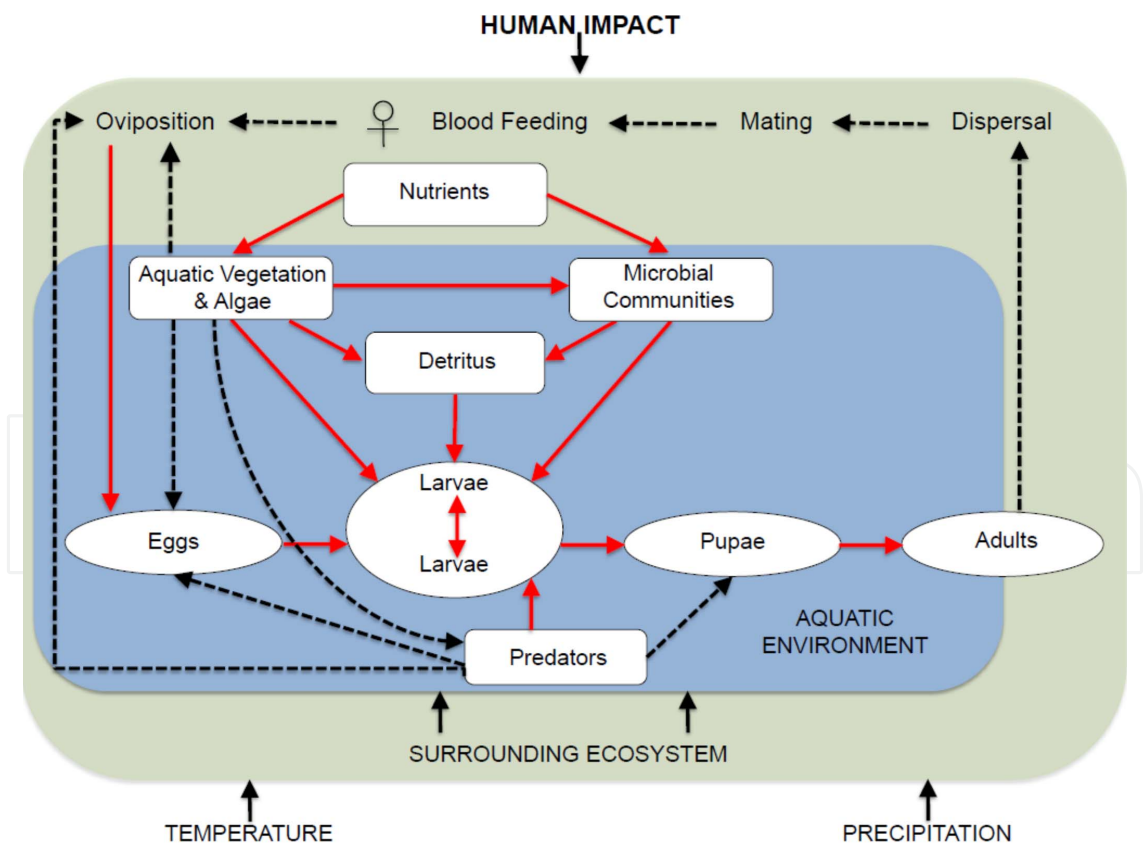 HUMAN IMPACT
Oviposition
Blood Feeding
Mating
Dispersal
Nutrients
Aquatic Vegetation
& Algae
Microbial
Communities
Detritus
Larvae
Larvae
Eggs
Pupae
Adults
Predators
AQUATIC
ENVIRONMENT
SURROUNDING ECOSYSTEM
TEMPERATURE
PRECIPITATION